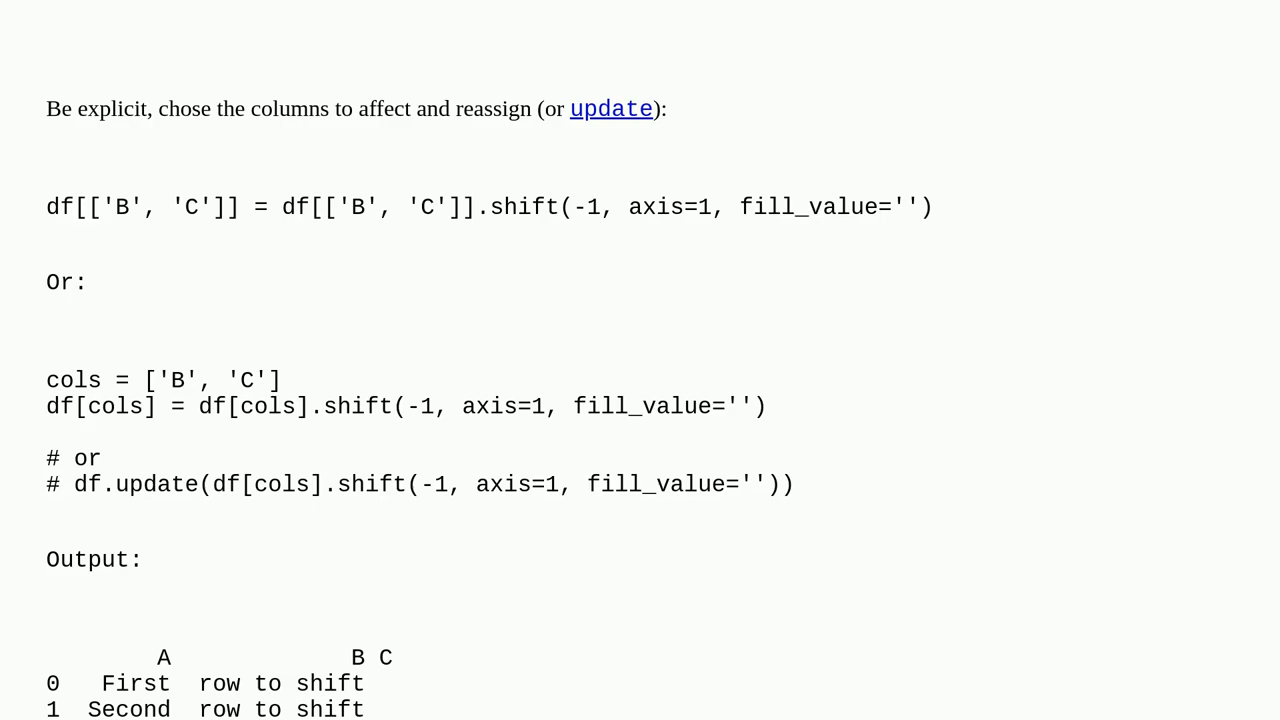 Be explicit, chose the columns to affect and reassign (or update):
df[['B', 'C']] = df[['B', 'C']].shift(-1, axis=1, fill_value='')
Or:
cols = ['B', 'C']
df[cols] = df[cols].shift(-1, axis=1, fill_value='')
# or
# df.update(df[cols].shift(-1, axis=1, fill_value=''))
Output:
        A             B C
0   First  row to shift
1  Second  row to shift